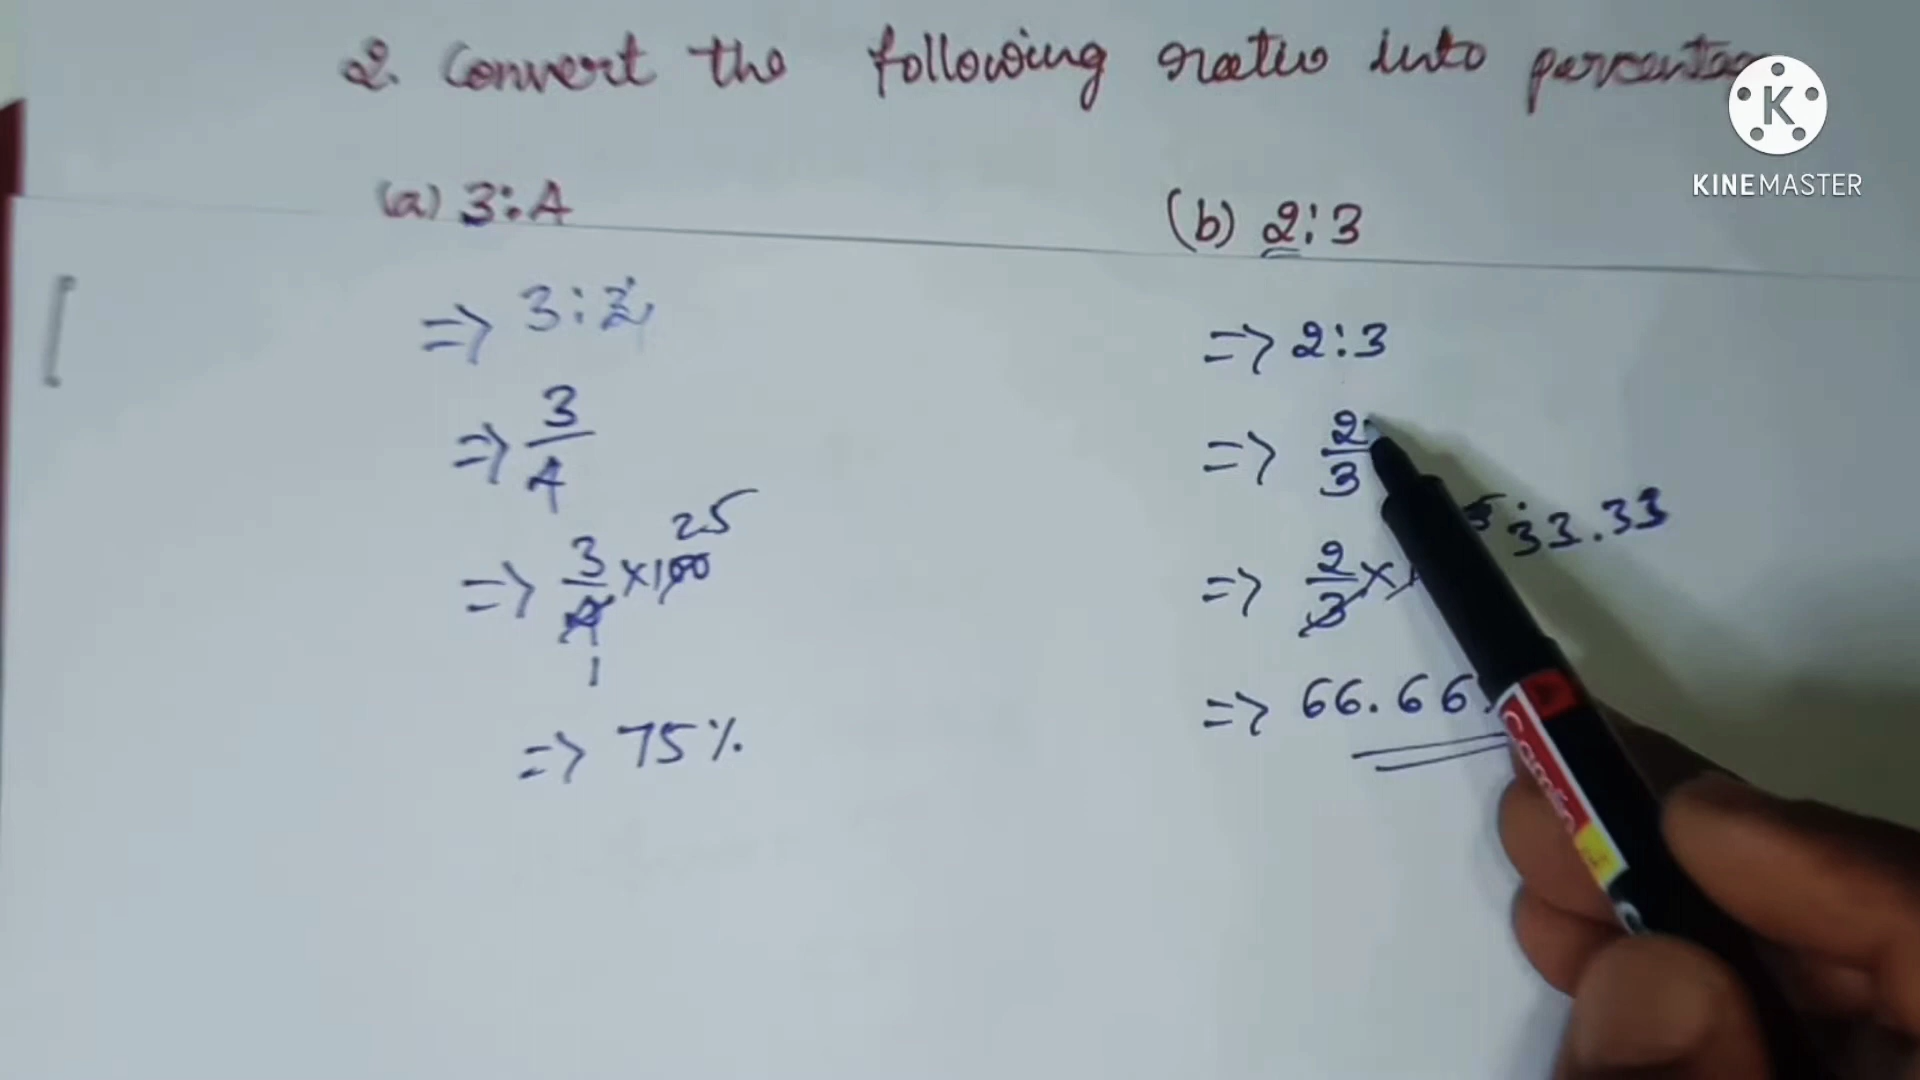 2. Convert the following ratio into percentage
(a) 3:4
(b) 2:3
=> 3:4
=> 3/4
=> 3/4 ×100 25
1
=> 75%
=> 2:3
=> 2/3
=> 2/3 × 33.33
=> 66.66
KINEMASTER
Camlin